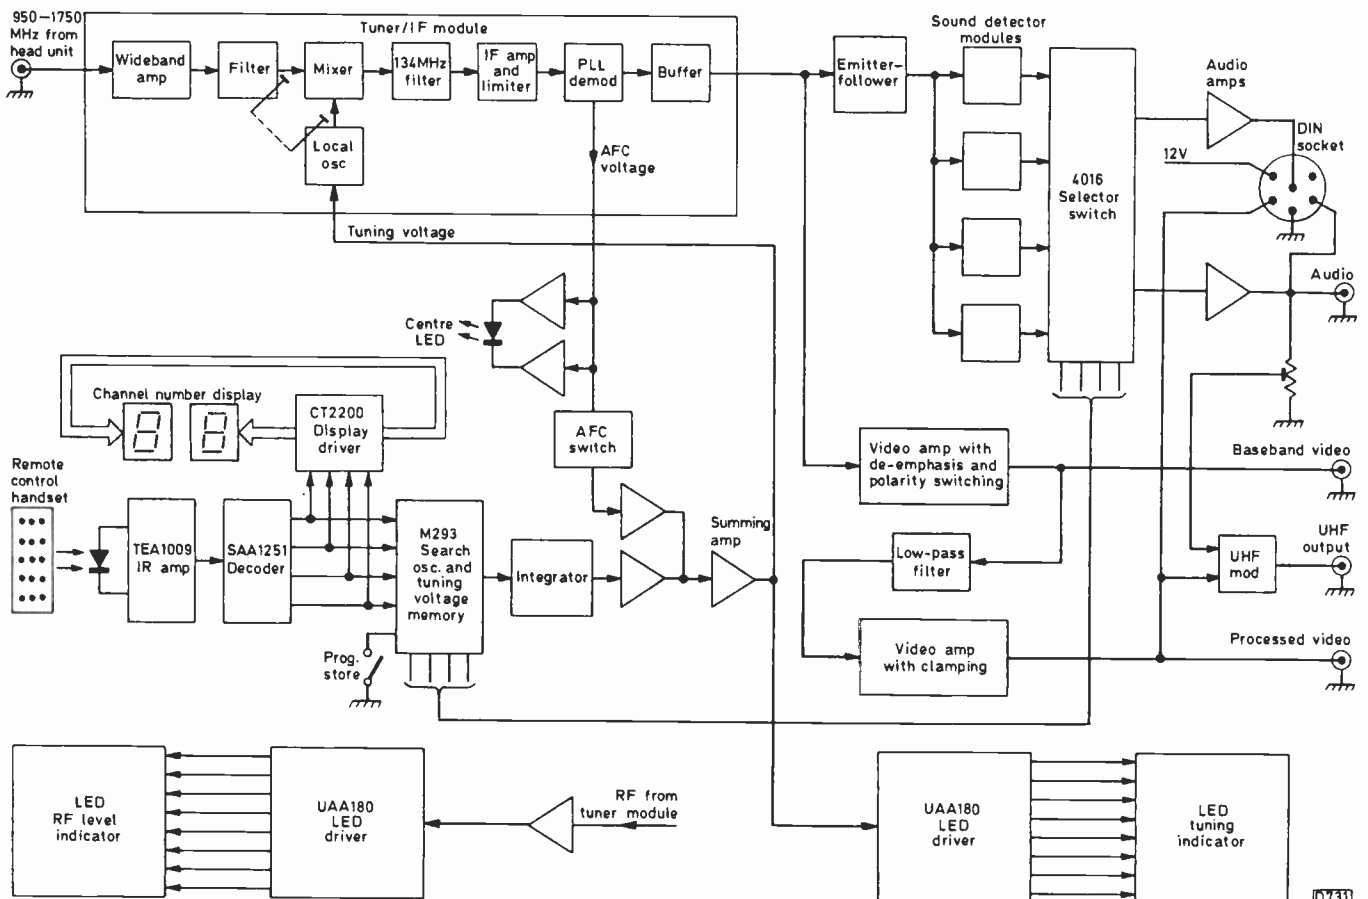 950–1750
MHz from
head unit
Tuner/IF module
Wideband
amp
Filter
Mixer
134MHz
filter
IF amp
and
limiter
PLL
demod
Buffer
Local
osc
AFC
voltage
Tuning voltage
Emitter–
follower
Sound detector
modules
4016
Selector
switch
Audio
amps
DIN
socket
12V
Audio
Centre
LED
Channel number display
8
8
CT2200
Display
driver
AFC
switch
Remote
control
handset
TEA1009
IR amp
SAA1251
Decoder
M293
Search
osc. and
tuning
voltage
memory
Integrator
Summing
amp
Prog.
store
Video amp with
de-emphasis and
polarity switching
Baseband video
Low-pass
filter
UHF
mod
UHF
output
Video amp
with clamping
Processed video
LED
RF level
indicator
UAA180
LED
driver
RF from
tuner module
UAA180
LED
driver
LED
tuning
indicator
D731